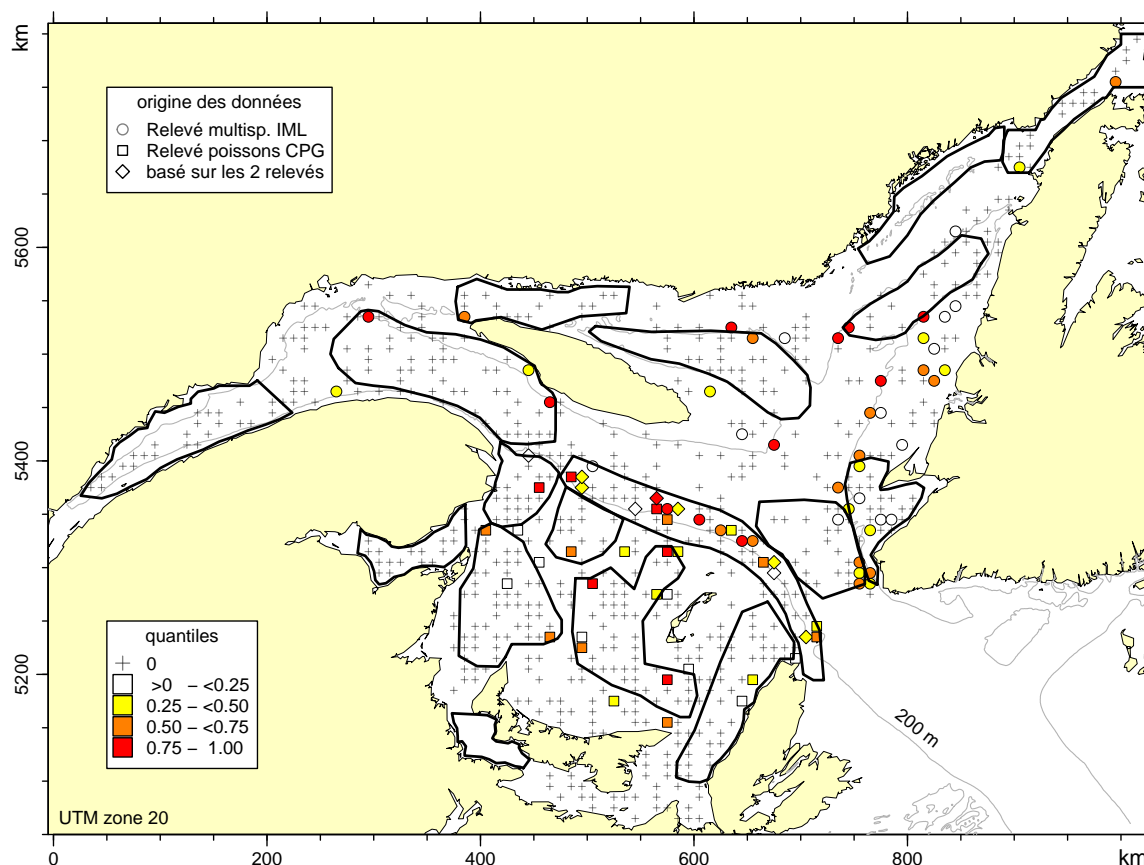 km
origine des données
Relevé multisp. IML
Relevé poissons CPG
basé sur les 2 relevés
5600
5400
quantiles
0
>0 – <0.25
0.25 – <0.50
0.50 – <0.75
0.75 – 1.00
5200
200 m
UTM zone 20
0 200 400 600 800 km